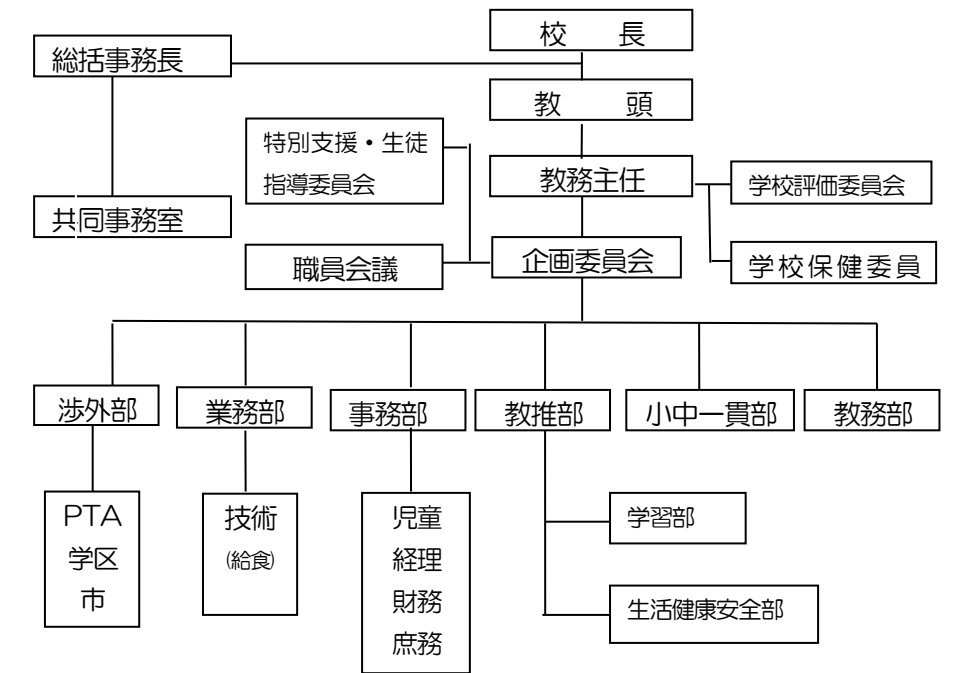 校　　長
総括事務長
教　　頭
特別支援・生徒
指導委員会
教務主任
学校評価委員会
共同事務室
職員会議
企画委員会
学校保健委員
渉外部
業務部
事務部
教推部
小中一貫部
教務部
PTA
学区
市
技術
(給食)
児童
経理
財務
庶務
学習部
生活健康安全部